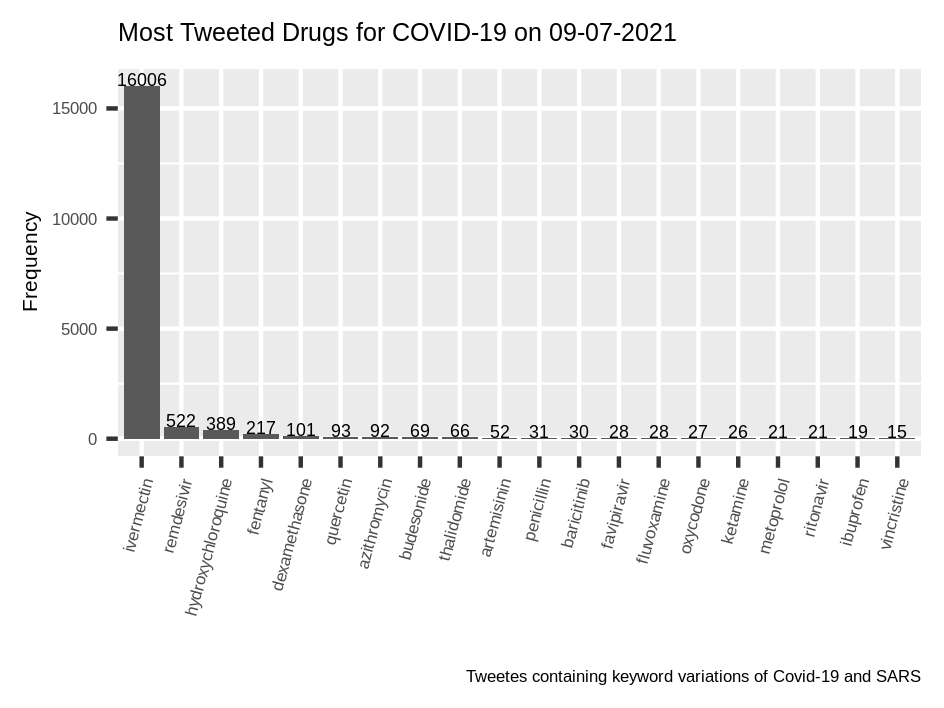 Most Tweeted Drugs for COVID-19 on 09-07-2021
16006
15000
10000
5000
0
Frequency
522
389
217
101
93
92
69
66
52
31
30
28
28
27
26
21
21
19
15
ivermectin
remdesivir
hydroxychloroquine
fentanyl
dexamethasone
quercetin
azithromycin
budesonide
thalidomide
artemisinin
penicillin
baricitinib
favipiravir
fluvoxamine
oxycodone
ketamine
metoprolol
ritonavir
ibuprofen
vincristine
Tweetes containing keyword variations of Covid-19 and SARS